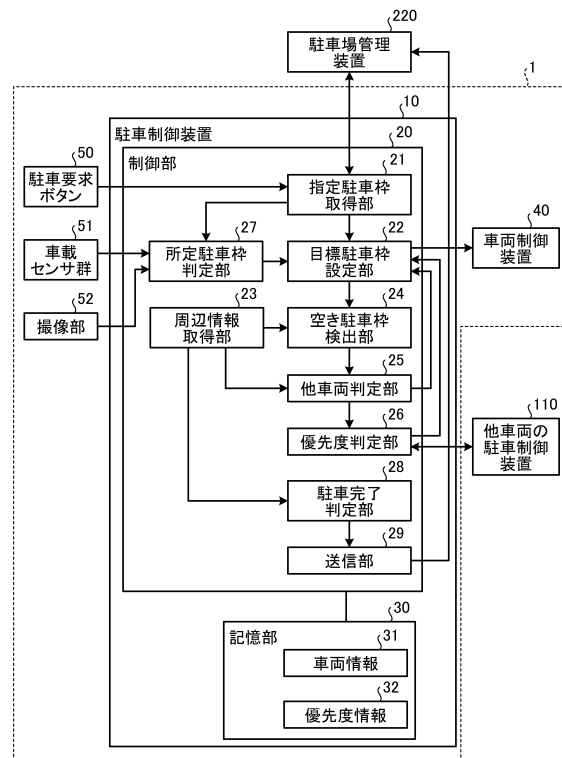 220
駐車場管理
装置
1
10
駐車制御装置
20
制御部
50
駐車要求
ボタン
21
指定駐車枠
取得部
51
車載
センサ群
27
所定駐車枠
判定部
22
目標駐車枠
設定部
40
車両制御
装置
52
撮像部
23
周辺情報
取得部
24
空き駐車枠
検出部
25
他車両判定部
26
優先度判定部
110
他車両の
駐車制御
装置
28
駐車完了
判定部
29
送信部
30
記憶部
31
車両情報
32
優先度情報